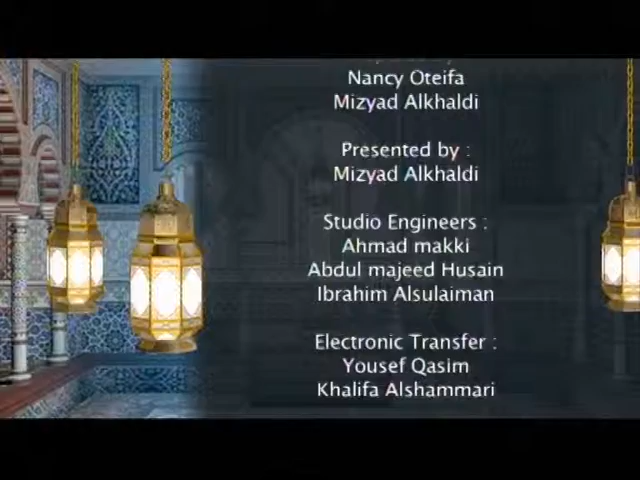 Nancy Oteifa
Mizyad Alkhaldi
Presented by :
Mizyad Alkhaldi
Studio Engineers :
Ahmad makki
Abdul majeed Husain
Ibrahim Alsulaiman
Electronic Transfer :
Yousef Qasim
Khalifa Alshammari